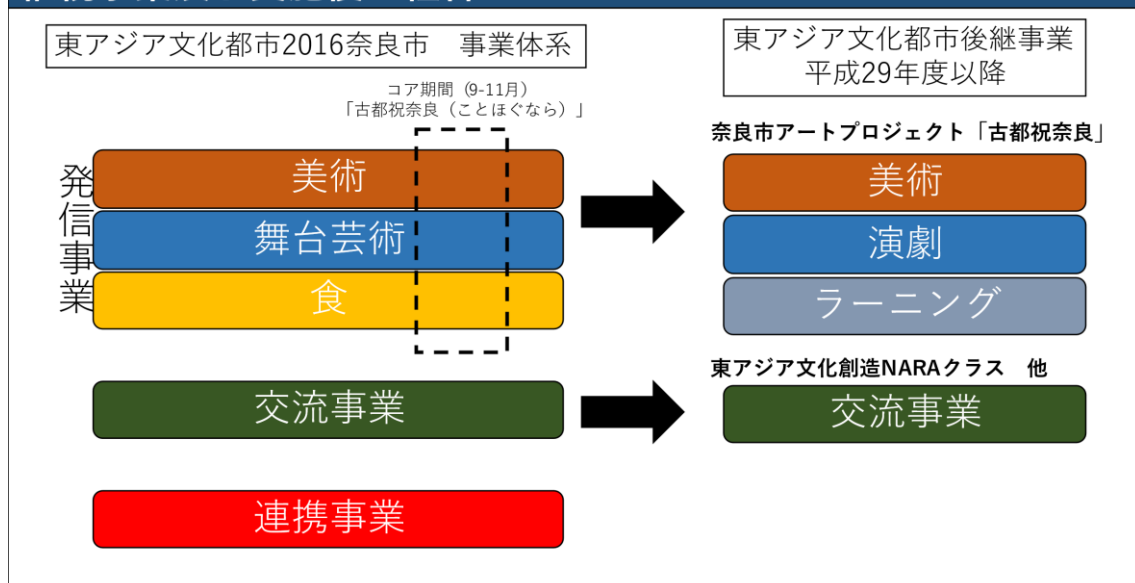 東アジア文化都市2016奈良市　事業体系
コア期間（9-11月）
「古都祝奈良（ことほぐなら）」
発信事業
美術
舞台芸術
食
交流事業
連携事業
東アジア文化都市後継事業
平成29年度以降
奈良市アートプロジェクト「古都祝奈良」
美術
演劇
ラーニング
東アジア文化創造NARAクラス　他
交流事業